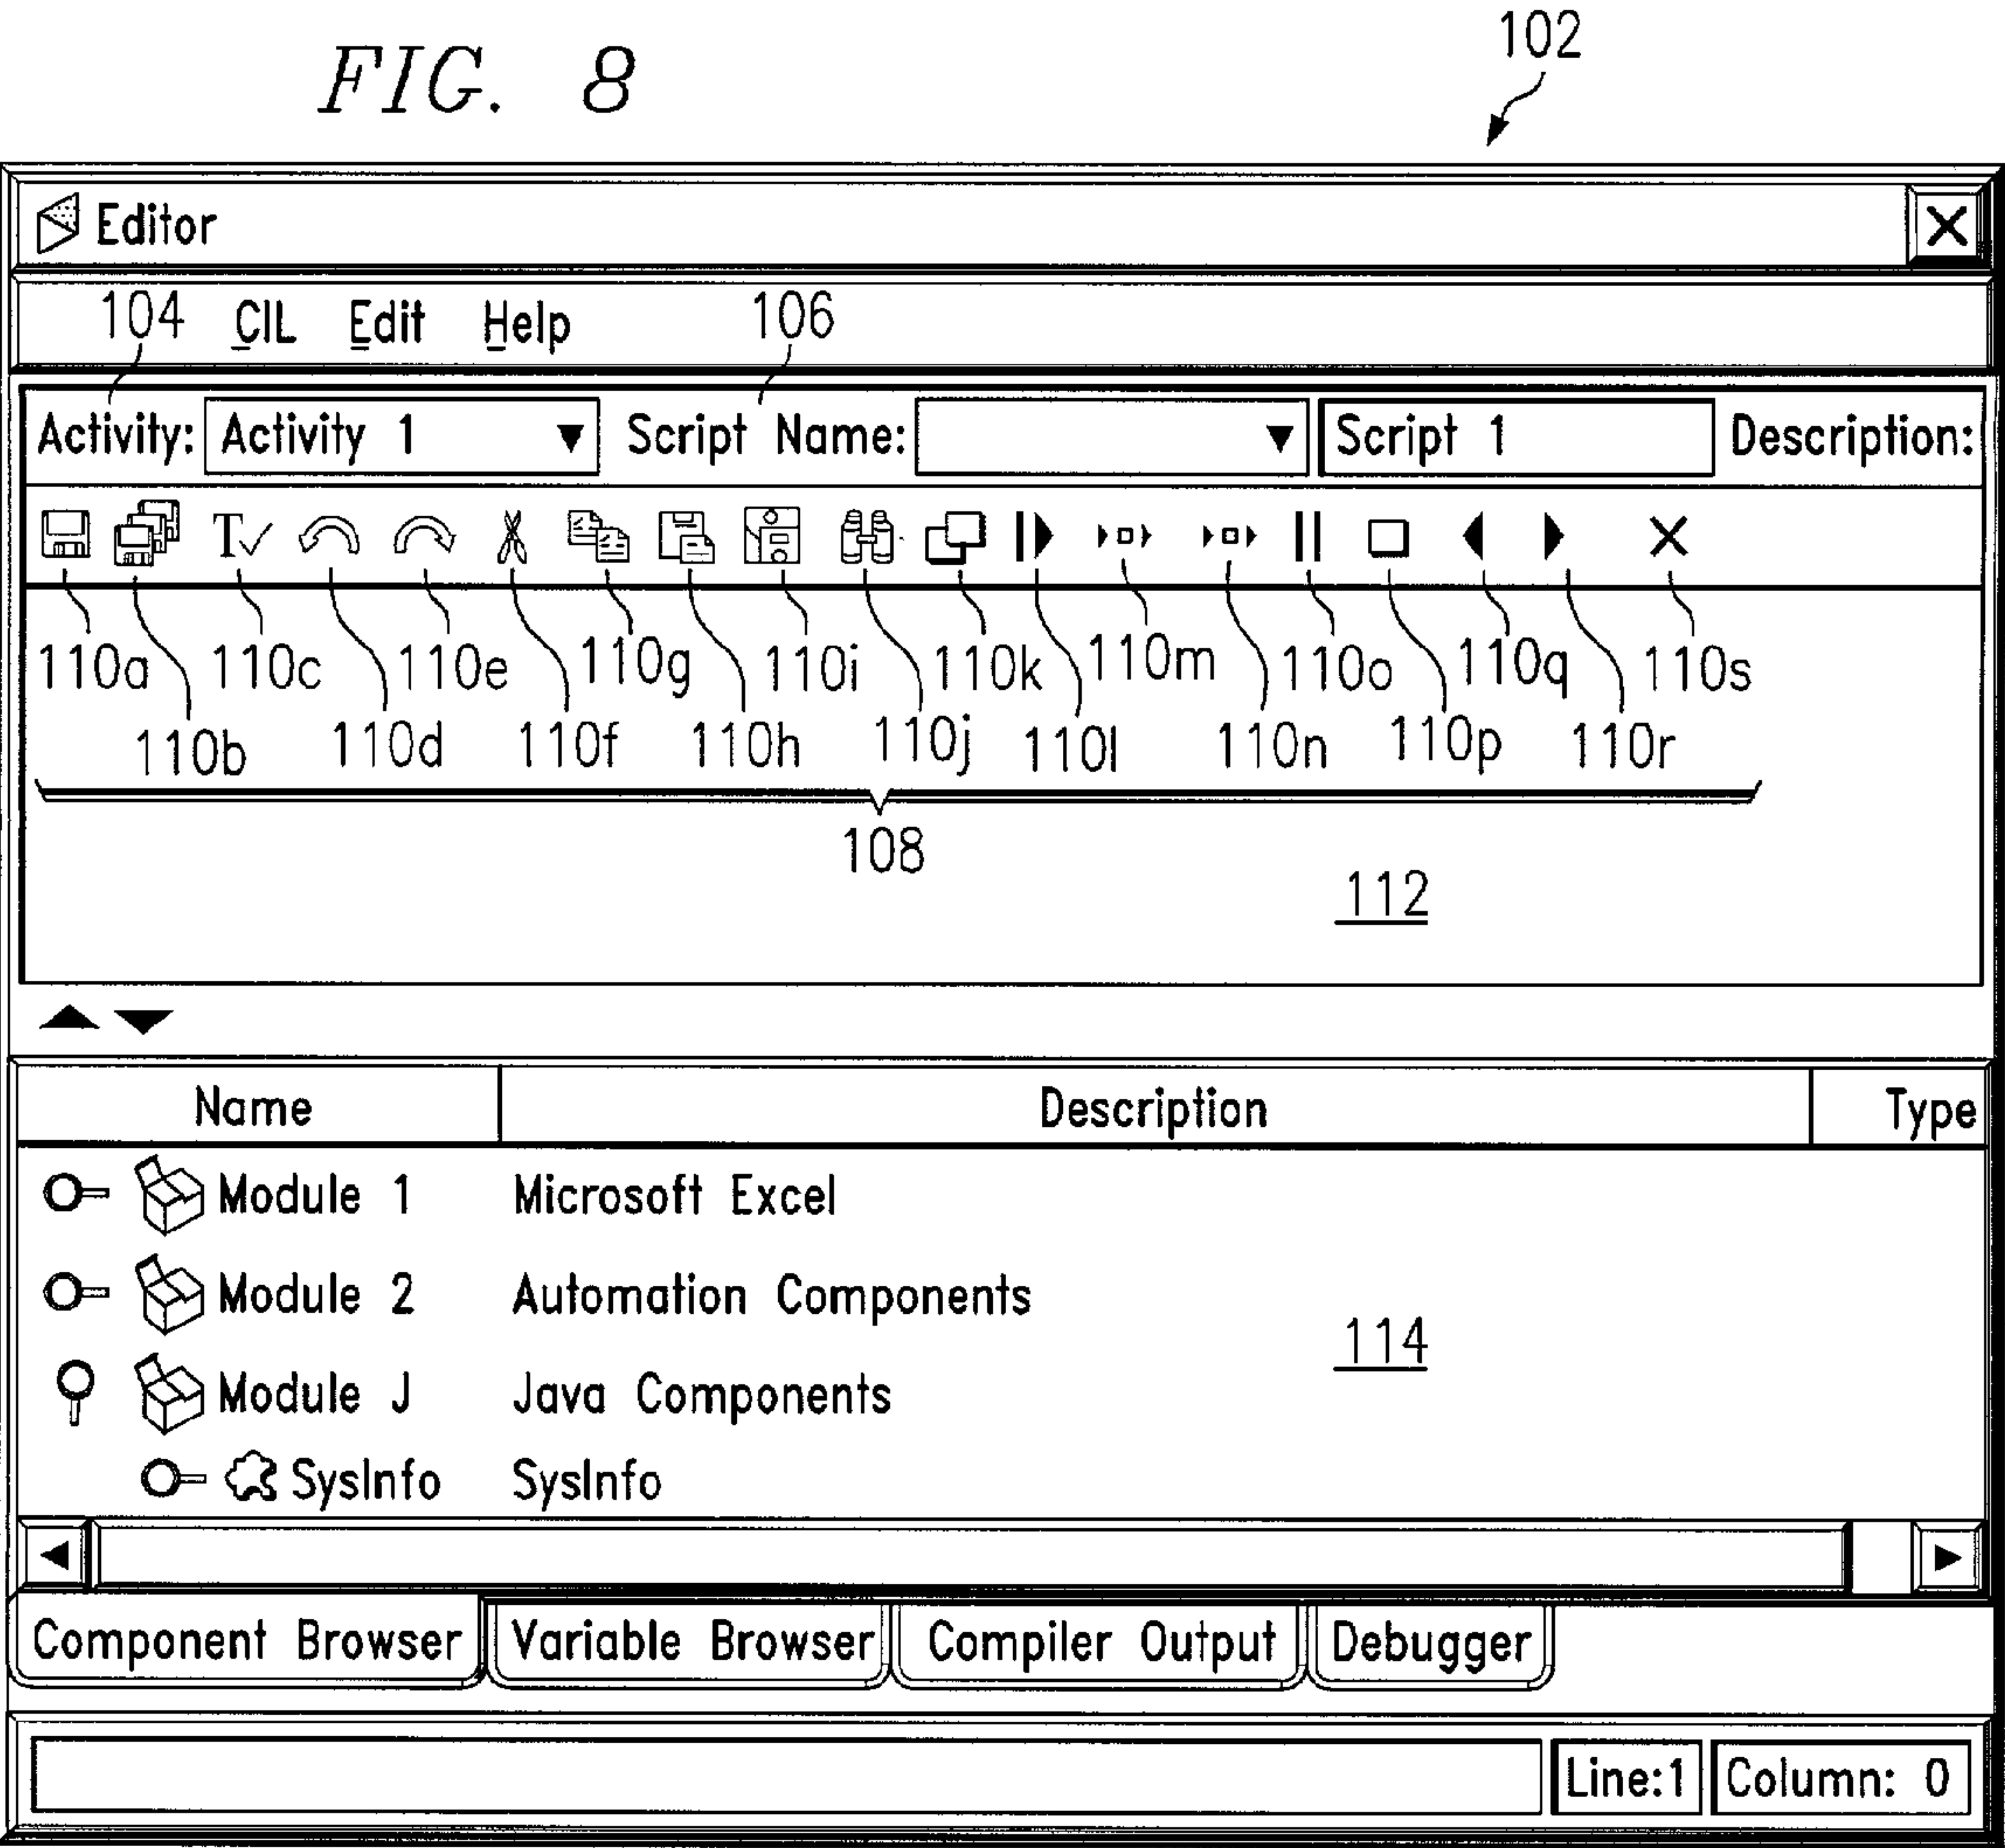 FIG. 8
102
Editor
104 CIL Edit Help 106
Activity: Activity 1 Script Name: Script 1 Description:
110a 110c 110e 110g 110i 110k 110m 110o 110q 110s
110b 110d 110f 110h 110j 110l 110n 110p 110r
108
112
Name Description Type
Module 1 Microsoft Excel
Module 2 Automation Components
114
Module J Java Components
SysInfo SysInfo
Component Browser Variable Browser Compiler Output Debugger
Line:1 Column: 0